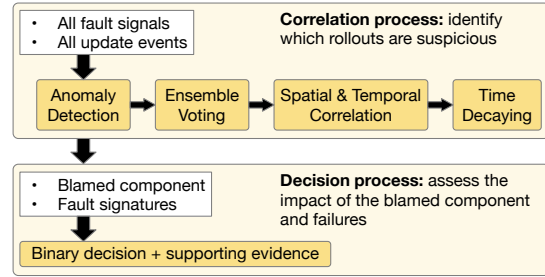 • All fault signals
• All update events
Correlation process: identify
which rollouts are suspicious
Anomaly
Detection
Ensemble
Voting
Spatial & Temporal
Correlation
Time
Decaying
• Blamed component
• Fault signatures
Decision process: assess the
impact of the blamed component
and failures
Binary decision + supporting evidence